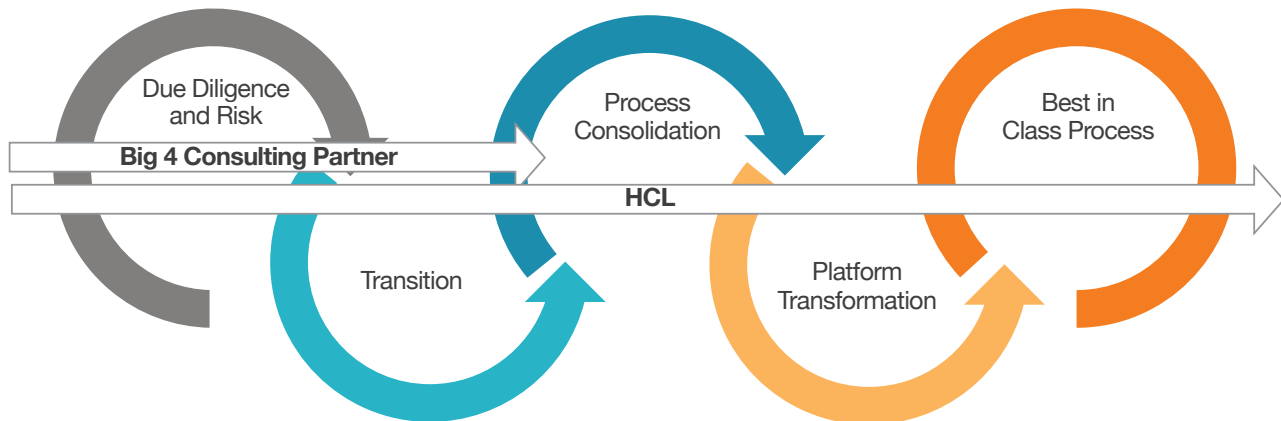 Due Diligence
and Risk
Big 4 Consulting Partner
HCL
Transition
Process
Consolidation
Platform
Transformation
Best in
Class Process